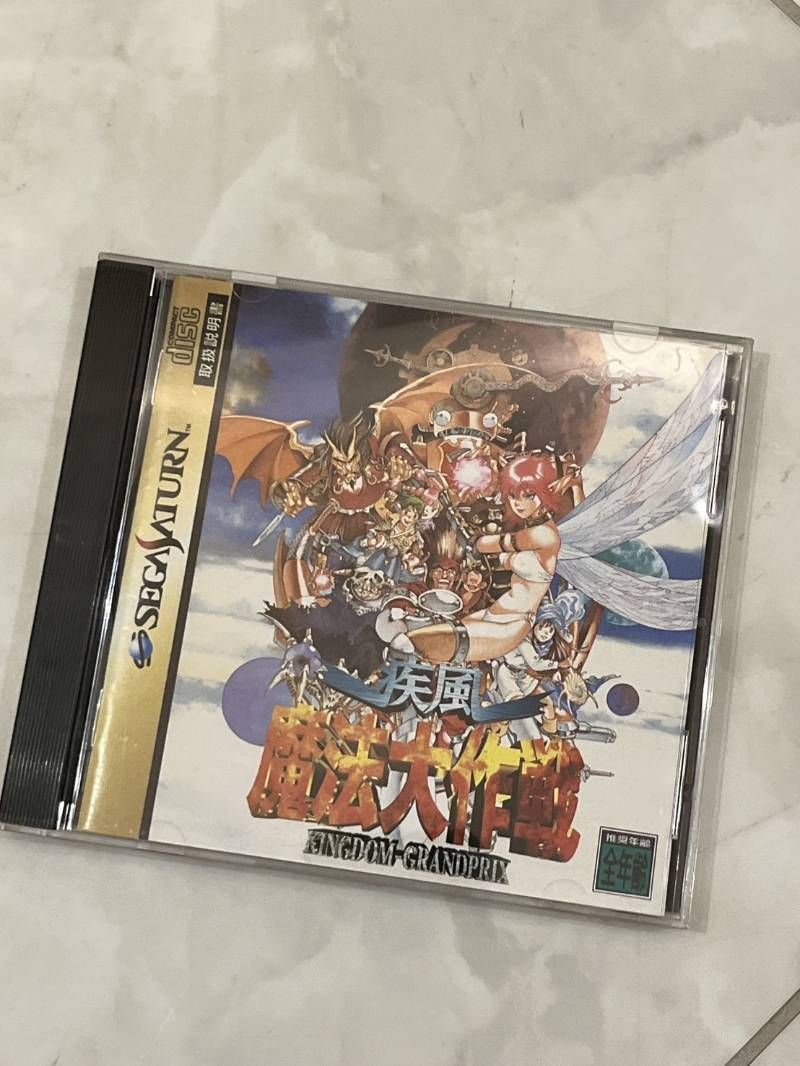 COMPACT
disc
取扱説明書
SEGA SATURN™
疾風
魔法大作戦
KINGDOM-GRANDPRIX
推奨年齢
全年齢